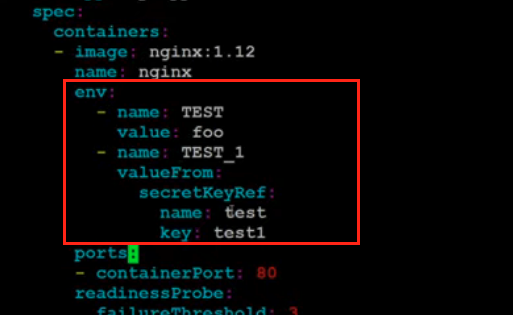 spec:
containers:
- image: nginx:1.12
name: nginx
env:
- name: TEST
value: foo
- name: TEST_1
valueFrom:
secretKeyRef:
name: test
key: test1
ports:
- containerPort: 80
readinessProbe:
failureThreshold: 3